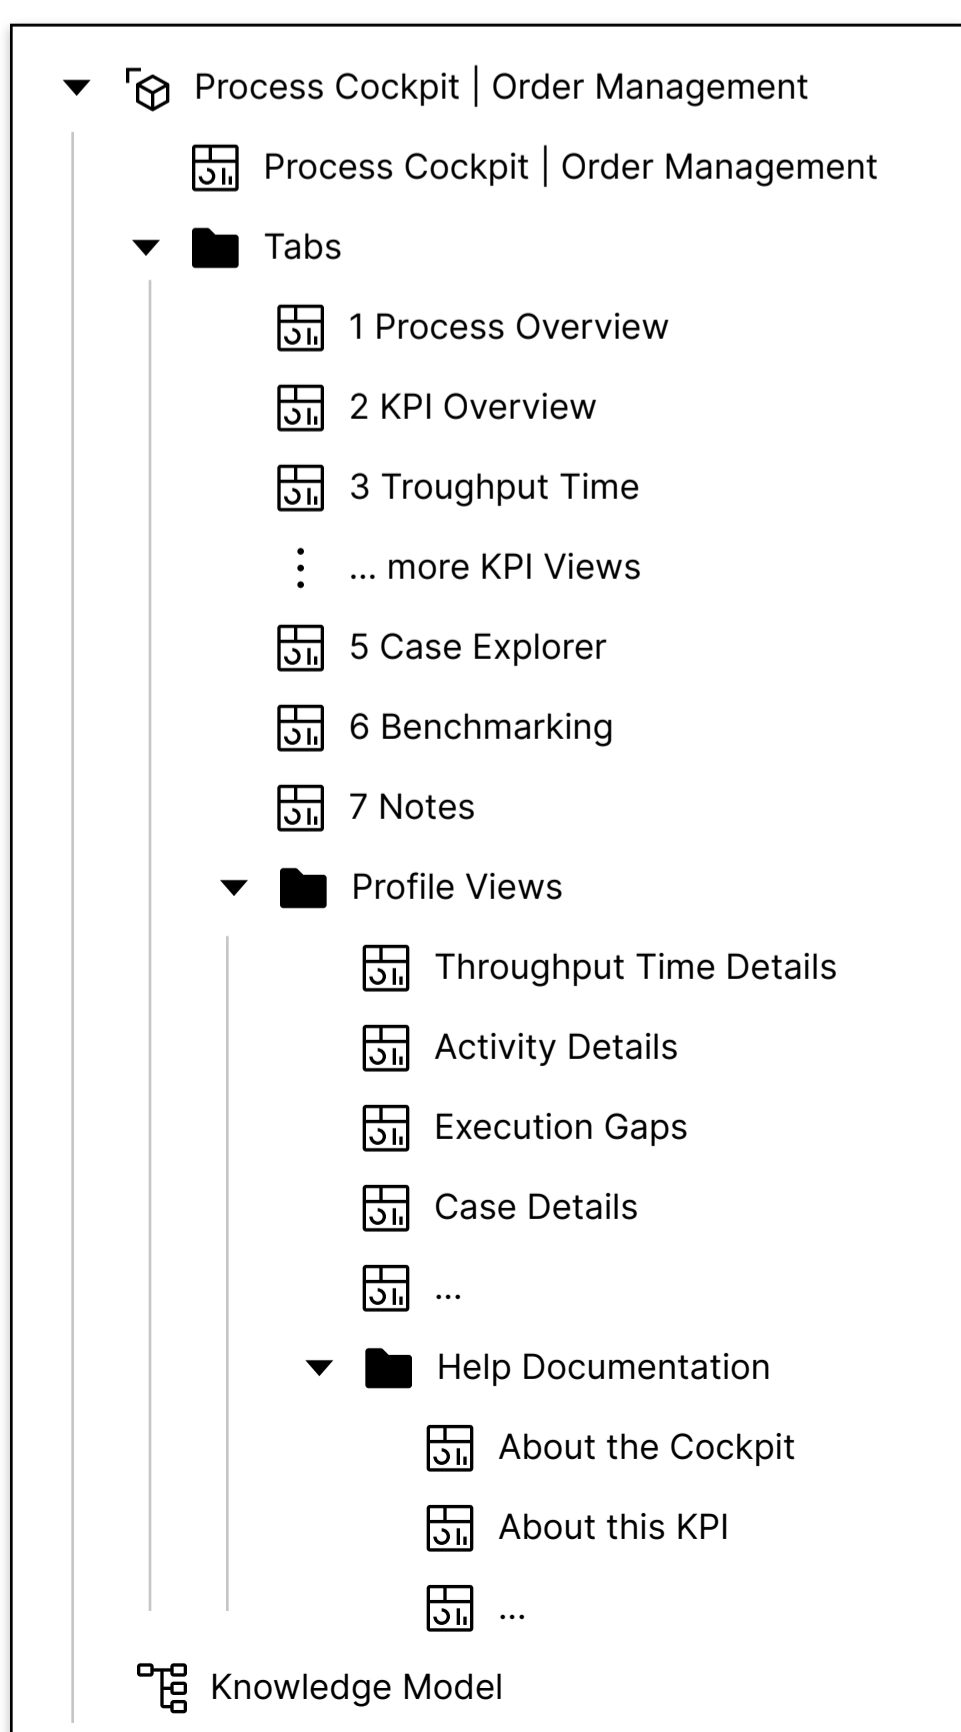 Process Cockpit | Order Management
Process Cockpit | Order Management
Tabs
1 Process Overview
2 KPI Overview
3 Troughput Time
... more KPI Views
5 Case Explorer
6 Benchmarking
7 Notes
Profile Views
Throughput Time Details
Activity Details
Execution Gaps
Case Details
...
Help Documentation
About the Cockpit
About this KPI
...
Knowledge Model